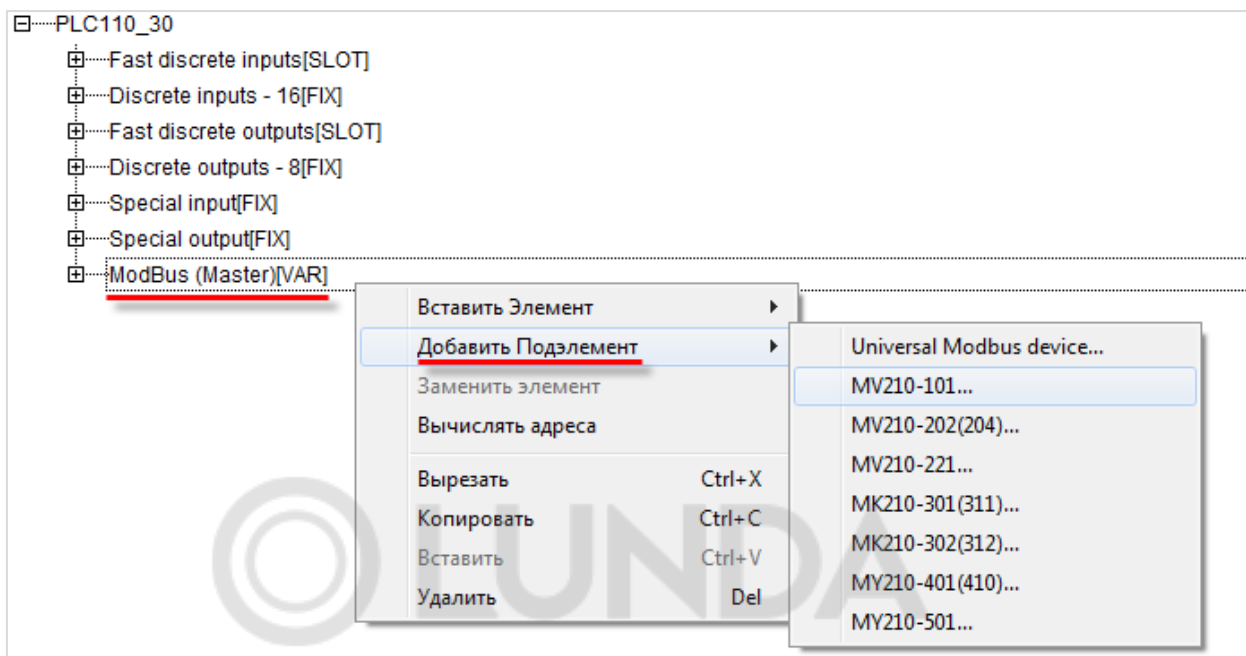 PLC110_30
Fast discrete inputs[SLOT]
Discrete inputs - 16[FIX]
Fast discrete outputs[SLOT]
Discrete outputs - 8[FIX]
Special input[FIX]
Special output[FIX]
ModBus (Master)[VAR]
Вставить Элемент
Добавить Подэлемент
Заменить элемент
Вычислять адреса
Вырезать Ctrl+X
Копировать Ctrl+C
Вставить Ctrl+V
Удалить Del
Universal Modbus device...
MV210-101...
MV210-202(204)...
MV210-221...
MK210-301(311)...
MK210-302(312)...
MY210-401(410)...
MY210-501...
LUNDA